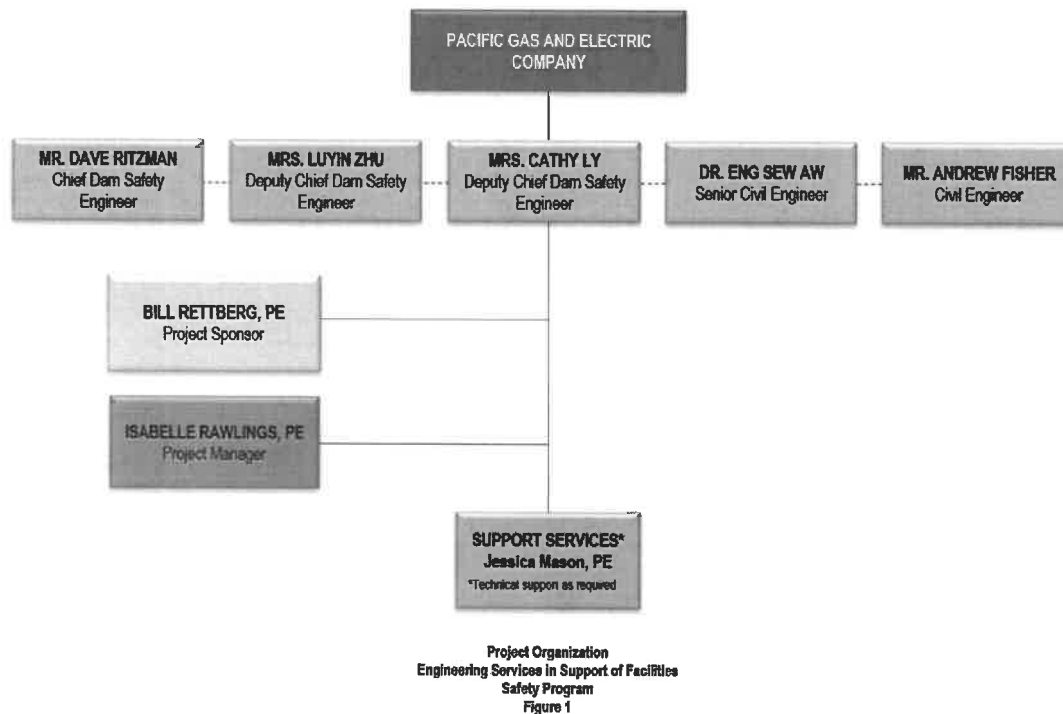 PACIFIC GAS AND ELECTRIC
COMPANY
MR. DAVE RITZMAN
Chief Dam Safety
Engineer
MRS. LUYIN ZHU
Deputy Chief Dam Safety
Engineer
MRS. CATHY LY
Deputy Chief Dam Safety
Engineer
DR. ENG SEW AW
Senior Civil Engineer
MR. ANDREW FISHER
Civil Engineer
BILL RETTBERG, PE
Project Sponsor
ISABELLE RAWLINGS, PE
Project Manager
SUPPORT SERVICES*
Jessica Mason, PE
*Technical support as required
Project Organization
Engineering Services in Support of Facilities
Safety Program
Figure 1